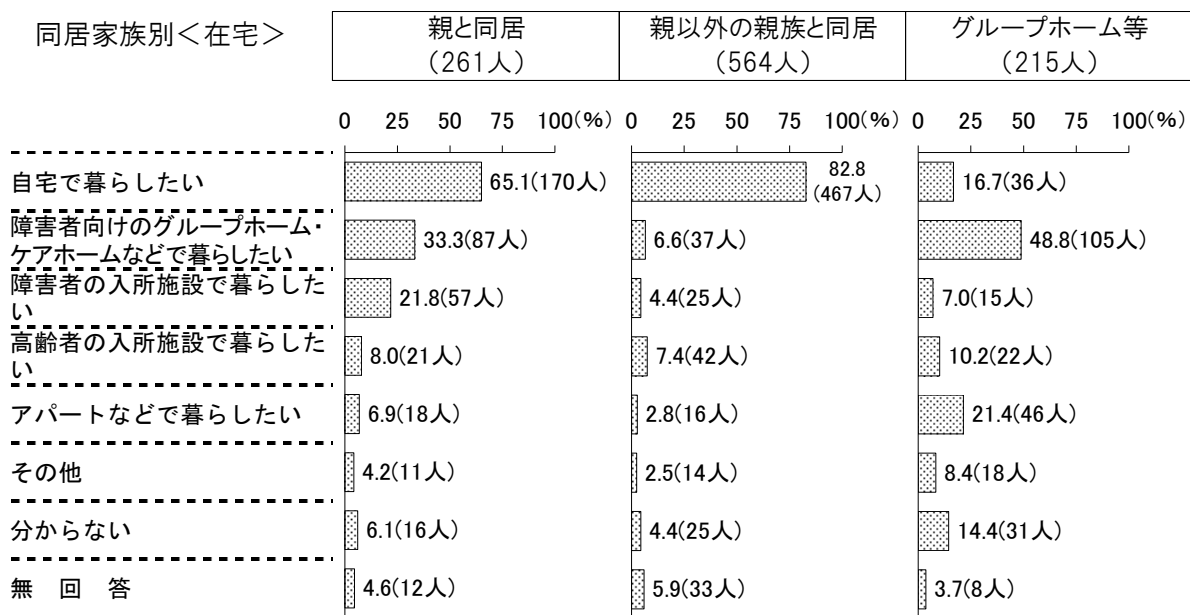 同居家族別＜在宅＞
親と同居
（261人）
親以外の親族と同居
（564人）
グループホーム等
（215人）
0 25 50 75 100(%)
0 25 50 75 100(%)
0 25 50 75 100(%)
自宅で暮らしたい
65.1(170人)
82.8
(467人)
16.7(36人)
障害者向けのグループホーム・
ケアホームなどで暮らしたい
33.3(87人)
6.6(37人)
48.8(105人)
障害者の入所施設で暮らした
い
21.8(57人)
4.4(25人)
7.0(15人)
高齢者の入所施設で暮らした
い
8.0(21人)
7.4(42人)
10.2(22人)
アパートなどで暮らしたい
6.9(18人)
2.8(16人)
21.4(46人)
その他
4.2(11人)
2.5(14人)
8.4(18人)
分からない
6.1(16人)
4.4(25人)
14.4(31人)
無　回　答
4.6(12人)
5.9(33人)
3.7(8人)